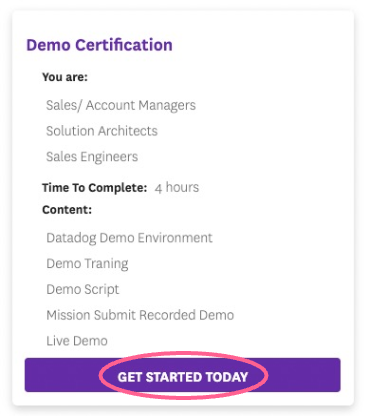 Demo Certification
You are:
Sales/ Account Managers
Solution Architects
Sales Engineers
Time To Complete: 4 hours
Content:
Datadog Demo Environment
Demo Traning
Demo Script
Mission Submit Recorded Demo
Live Demo
GET STARTED TODAY